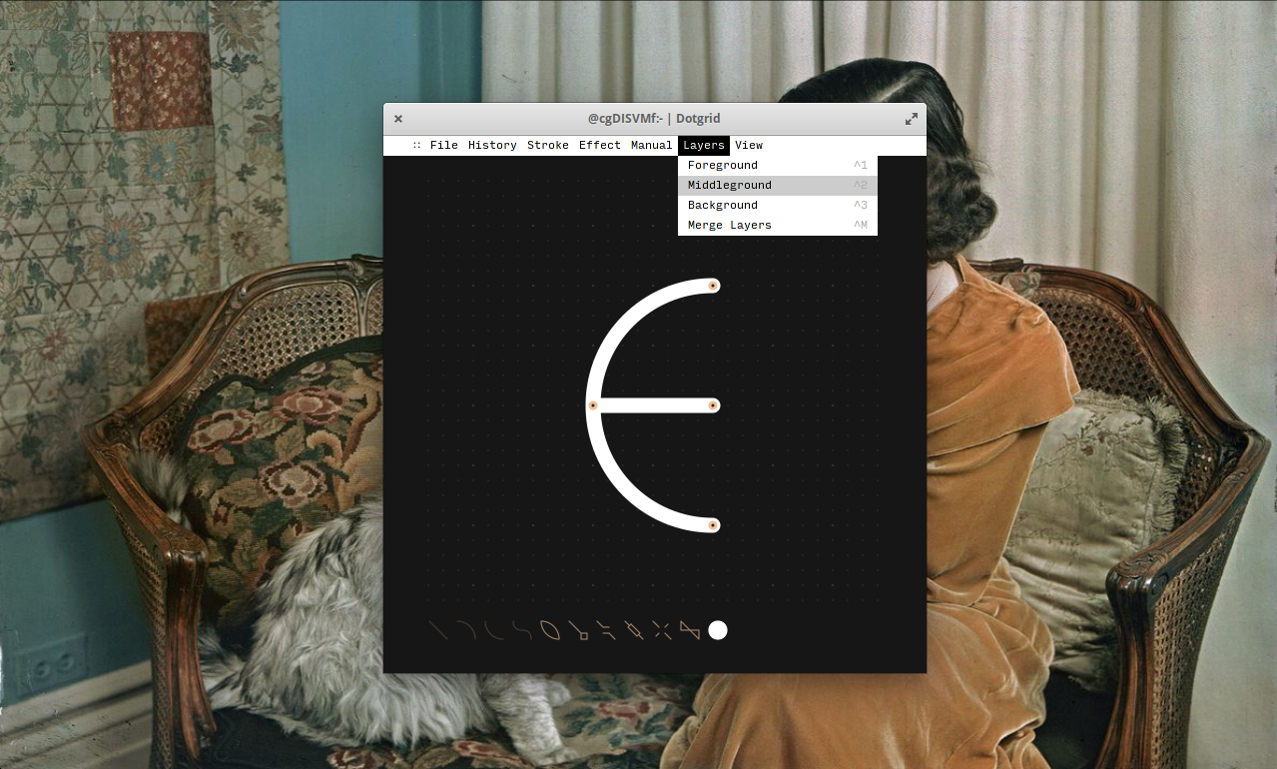 @cgDISVMf:- | Dotgrid
:: File History Stroke Effect Manual Layers View
Foreground ^1
Middleground ^2
Background ^3
Merge Layers ^M